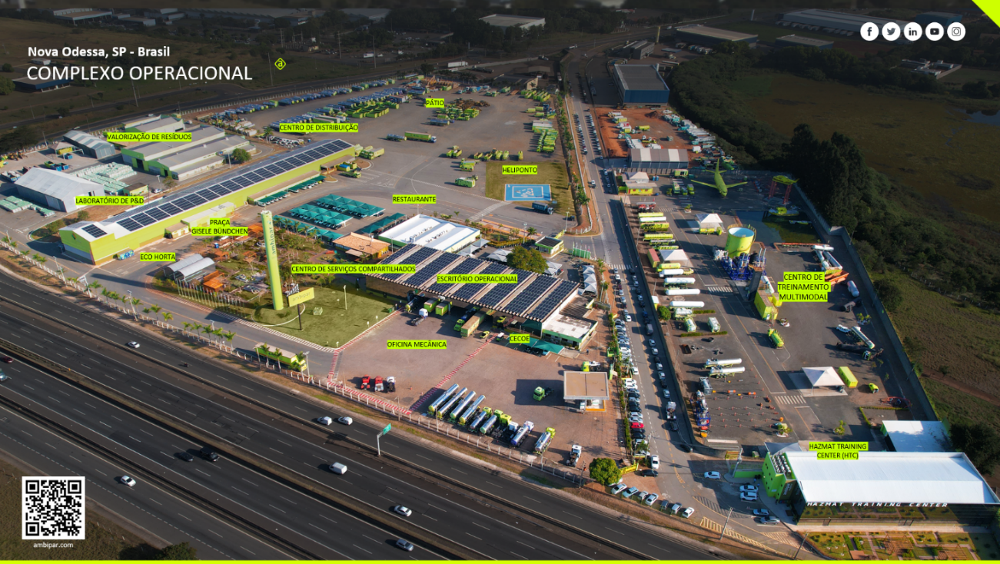 Nova Odessa, SP - Brasil
COMPLEXO OPERACIONAL
PÁTIO
CENTRO DE DISTRIBUIÇÃO
VALORIZAÇÃO DE RESÍDUOS
HELIPONTO
LABORATÓRIO DE P&D
RESTAURANTE
PRAÇA
GISELE BÜNDCHEN
ECO HORTA
CENTRO DE SERVIÇOS COMPARTILHADOS
ESCRITÓRIO OPERACIONAL
CENTRO DE
TREINAMENTO
MULTIMODAL
ambipar
OFICINA MECÂNICA
CECOE
HAZMAT TRAINING
CENTER (HTC)
HAZMAT TRAINING CENTER
ambipar.com